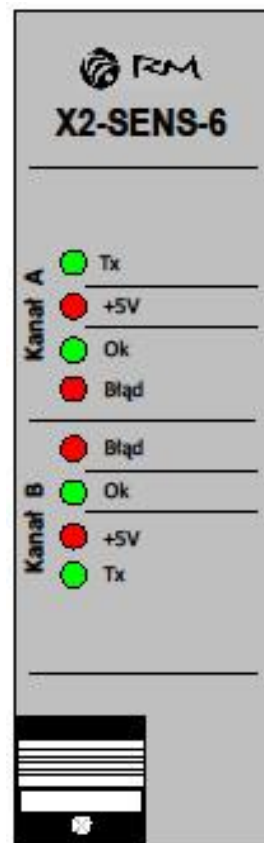 RM
X2-SENS-6
Kanał A
Tx
+5V
Ok
Błąd
Kanał B
Błąd
Ok
+5V
Tx